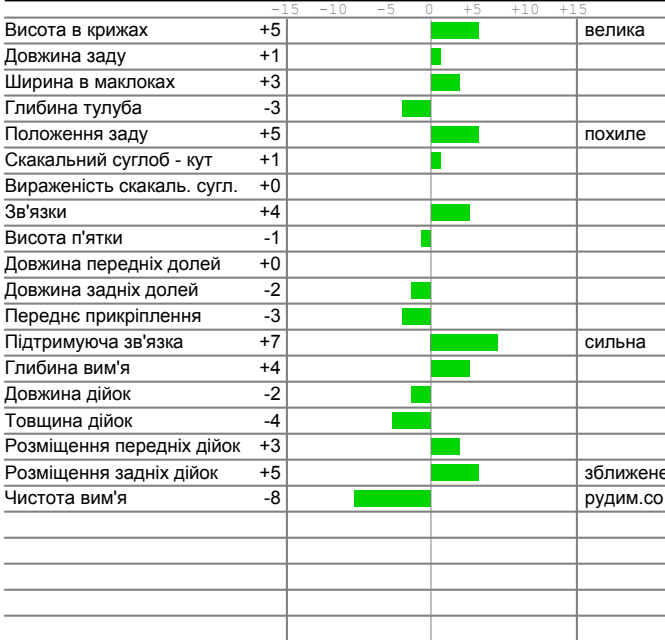 -15 -10 -5 0 +5 +10 +15
Висота в крижах +5 велика
Довжина заду +1
Ширина в маклоках +3
Глибина тулуба -3
Положення заду +5 похиле
Скакальний суглоб - кут +1
Вираженість скакаль. сугл. +0
Зв'язки +4
Висота п'ятки -1
Довжина передніх долей +0
Довжина задніх долей -2
Переднє прикріплення -3
Підтримуюча зв'язка +7 сильна
Глибина вим'я +4
Довжина дійок -2
Товщина дійок -4
Розміщення передніх дійок +3
Розміщення задніх дійок +5 зближене
Чистота вим'я -8 рудим.со